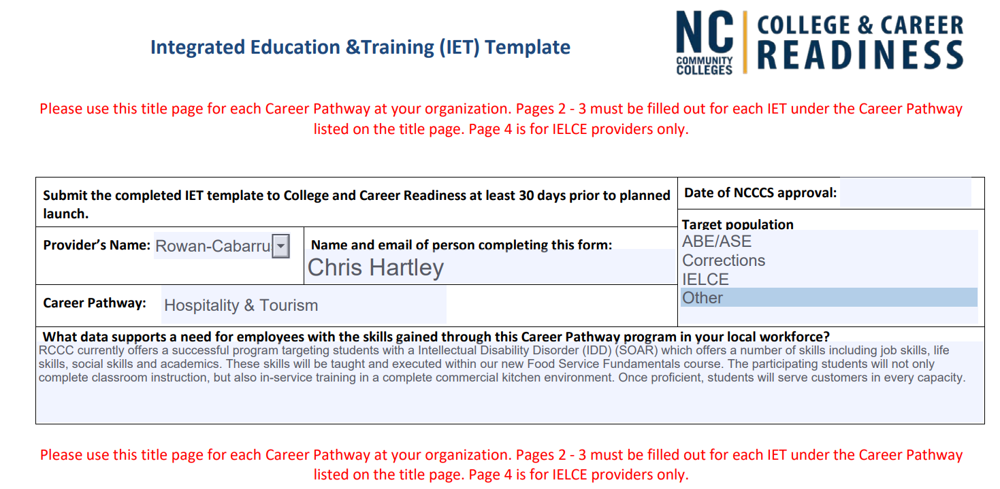 Integrated Education &Training (IET) Template
NC
COMMUNITY
COLLEGES
COLLEGE & CAREER
READINESS
Please use this title page for each Career Pathway at your organization. Pages 2 - 3 must be filled out for each IET under the Career Pathway
listed on the title page. Page 4 is for IELCE providers only.
Submit the completed IET template to College and Career Readiness at least 30 days prior to planned
launch.
Date of NCCCS approval:
Target population
ABE/ASE
Corrections
IELCE
Other
Provider’s Name: Rowan-Cabarru
Name and email of person completing this form:
Chris Hartley
Career Pathway: Hospitality & Tourism
What data supports a need for employees with the skills gained through this Career Pathway program in your local workforce?
RCCC currently offers a successful program targeting students with a Intellectual Disability Disorder (IDD) (SOAR) which offers a number of skills including job skills, life
skills, social skills and academics. These skills will be taught and executed within our new Food Service Fundamentals course. The participating students will not only
complete classroom instruction, but also in-service training in a complete commercial kitchen environment. Once proficient, students will serve customers in every capacity.
Please use this title page for each Career Pathway at your organization. Pages 2 - 3 must be filled out for each IET under the Career Pathway
listed on the title page. Page 4 is for IELCE providers only.